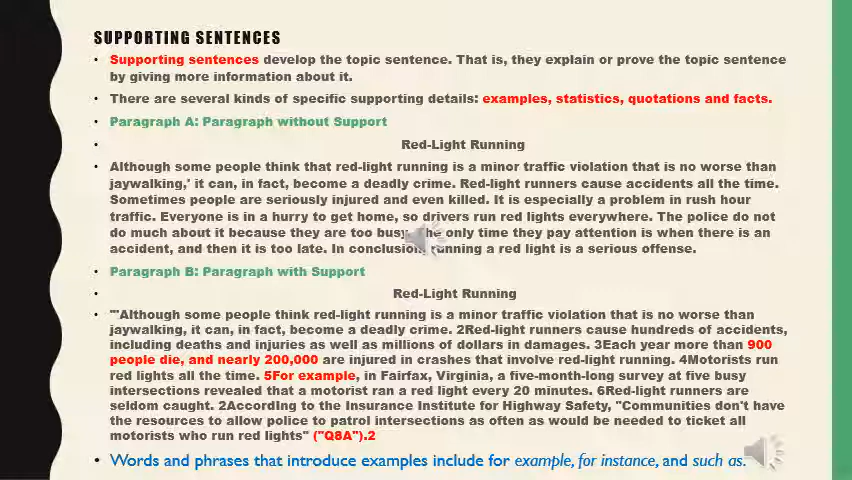 SUPPORTING SENTENCES
• Supporting sentences develop the topic sentence. That is, they explain or prove the topic sentence
by giving more information about it.
• There are several kinds of specific supporting details: examples, statistics, quotations and facts.
• Paragraph A: Paragraph without Support
• Red-Light Running
• Although some people think that red-light running is a minor traffic violation that is no worse than
jaywalking,' it can, in fact, become a deadly crime. Red-light runners cause accidents all the time.
Sometimes people are seriously injured and even killed. It is especially a problem in rush hour
traffic. Everyone is in a hurry to get home, so drivers run red lights everywhere. The police do not
do much about it because they are too busy. The only time they pay attention is when there is an
accident, and then it is too late. In conclusion, running a red light is a serious offense.
• Paragraph B: Paragraph with Support
• Red-Light Running
• '"Although some people think red-light running is a minor traffic violation that is no worse than
jaywalking, it can, in fact, become a deadly crime. 2Red-light runners cause hundreds of accidents,
including deaths and injuries as well as millions of dollars in damages. 3Each year more than 900
people die, and nearly 200,000 are injured in crashes that involve red-light running. 4Motorists run
red lights all the time. 5For example, in Fairfax, Virginia, a five-month-long survey at five busy
intersections revealed that a motorist ran a red light every 20 minutes. 6Red-light runners are
seldom caught. 2AccordIng to the Insurance Institute for Highway Safety, "Communities don't have
the resources to allow police to patrol intersections as often as would be needed to ticket all
motorists who run red lights" ("Q8A").2
• Words and phrases that introduce examples include for example, for instance, and such as.